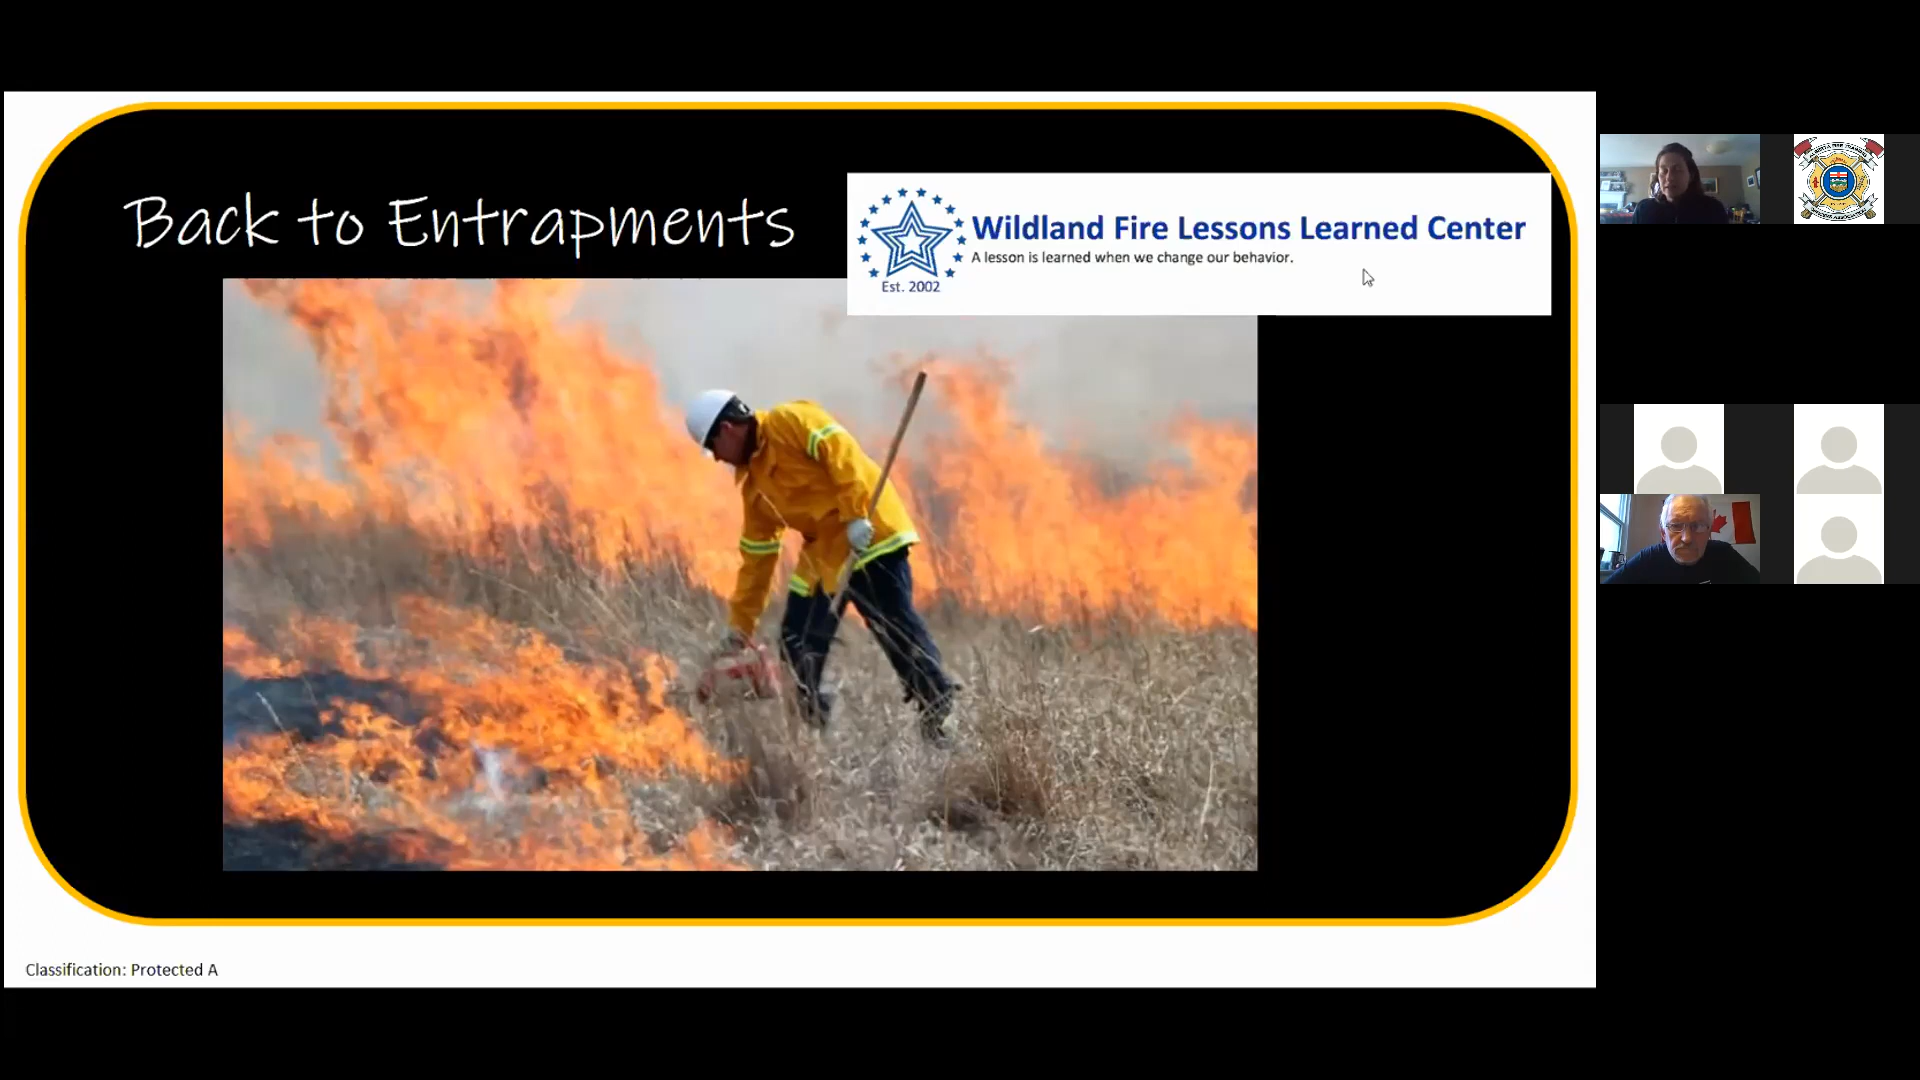 Back to Entrapments
Wildland Fire Lessons Learned Center
A lesson is learned when we change our behavior.
Est. 2002
Classification: Protected A